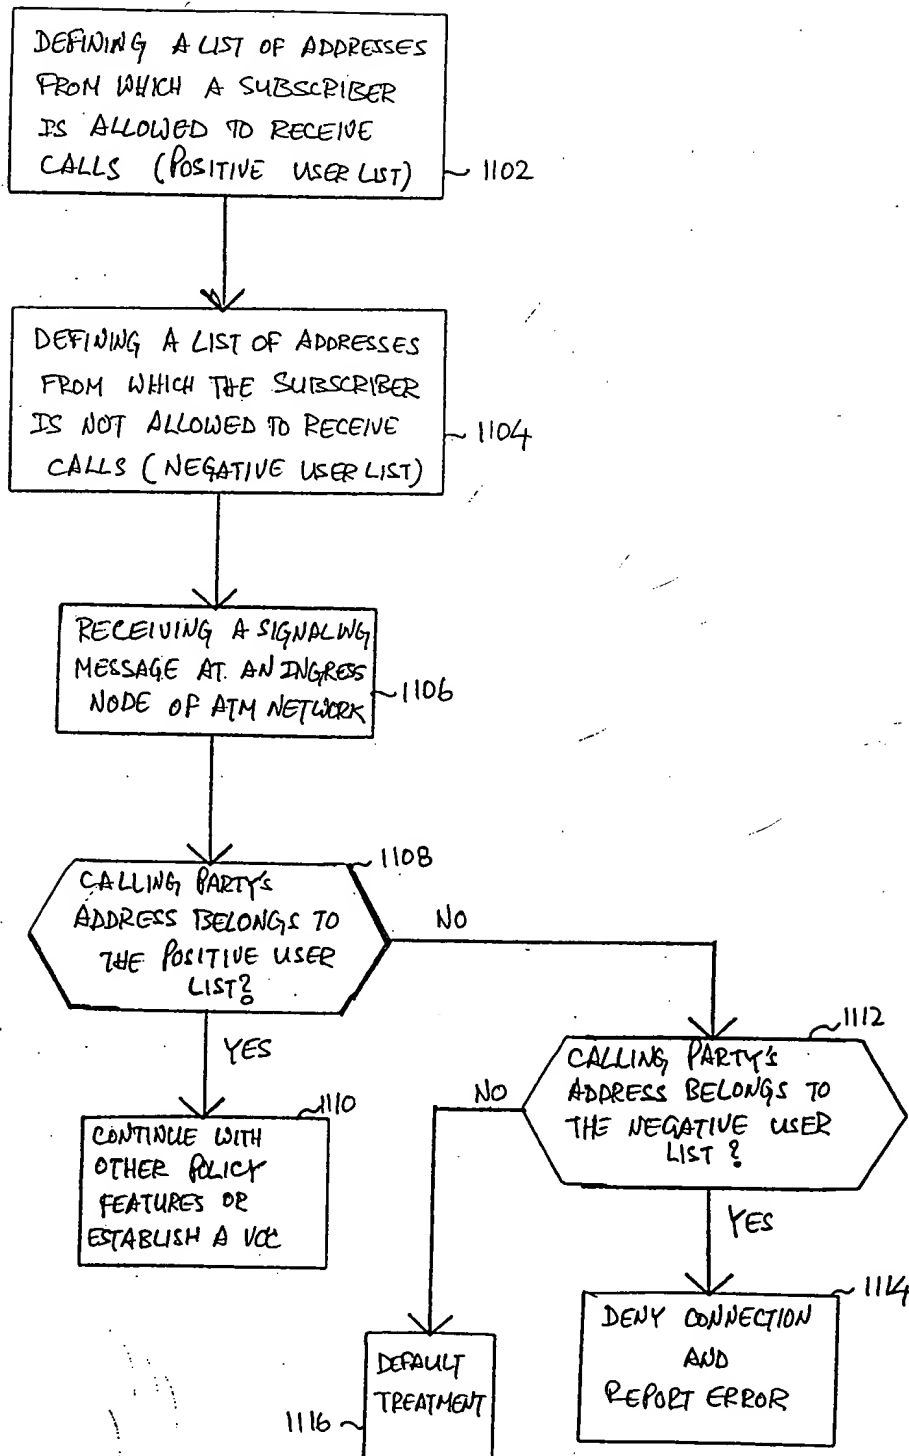 DEFINING A LIST OF ADDRESSES
FROM WHICH A SUBSCRIBER
IS ALLOWED TO RECEIVE
CALLS (POSITIVE USER LIST)
1102
DEFINING A LIST OF ADDRESSES
FROM WHICH THE SUBSCRIBER
IS NOT ALLOWED TO RECEIVE
CALLS (NEGATIVE USER LIST)
1104
RECEIVING A SIGNALING
MESSAGE AT AN INGRESS
NODE OF ATM NETWORK
1106
1108
CALLING PARTY'S
ADDRESS BELONGS TO
THE POSITIVE USER
LIST?
NO
YES
1110
CONTINUE WITH
OTHER POLICY
FEATURES OR
ESTABLISH A VCC
1112
CALLING PARTY'S
ADDRESS BELONGS TO
THE NEGATIVE USER
LIST?
NO
YES
1114
DENY CONNECTION
AND
REPORT ERROR
DEFAULT
TREATMENT
1116